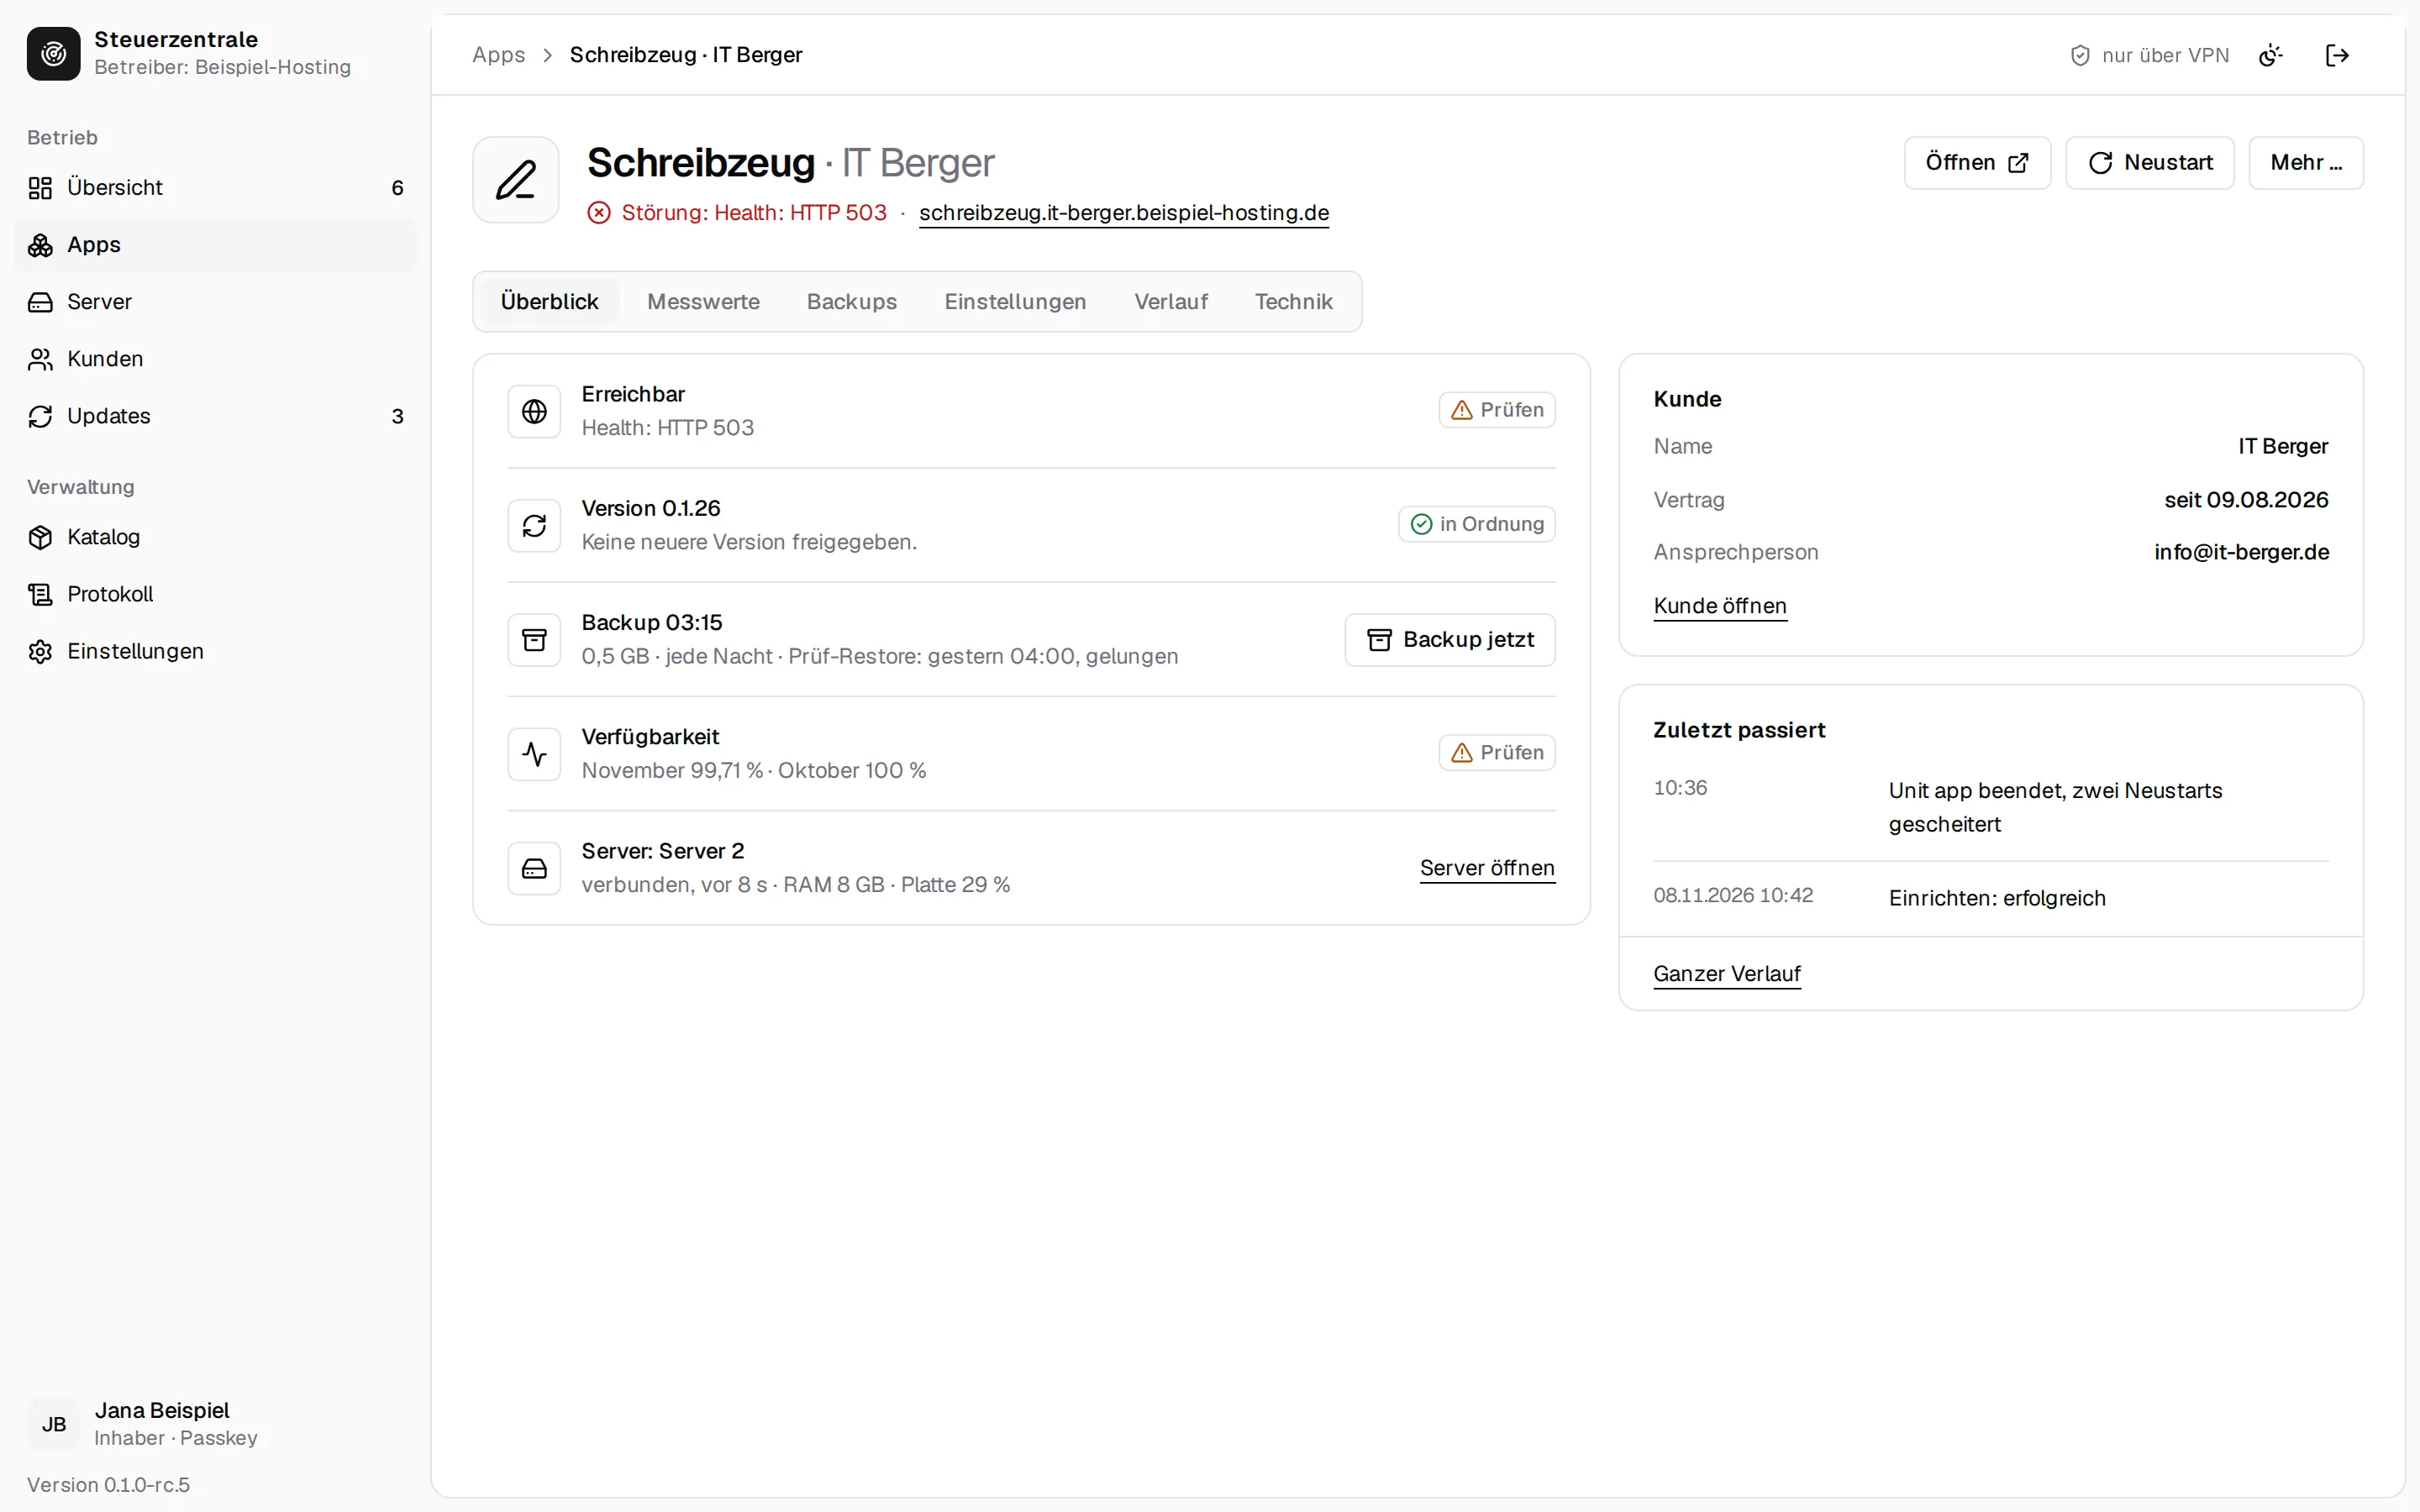 Steuerzentrale
Betreiber: Beispiel-Hosting
Betrieb
Übersicht 6
Apps
Server
Kunden
Updates 3
Verwaltung
Katalog
Protokoll
Einstellungen
JB
Jana Beispiel
Inhaber · Passkey
Version 0.1.0-rc.5
Apps > Schreibzeug · IT Berger
nur über VPN
Schreibzeug · IT Berger
Störung: Health: HTTP 503 · schreibzeug.it-berger.beispiel-hosting.de
Öffnen
Neustart
Mehr ...
Überblick Messwerte Backups Einstellungen Verlauf Technik
Erreichbar
Health: HTTP 503
Prüfen
Version 0.1.26
Keine neuere Version freigegeben.
in Ordnung
Backup 03:15
0,5 GB · jede Nacht · Prüf-Restore: gestern 04:00, gelungen
Backup jetzt
Verfügbarkeit
November 99,71 % · Oktober 100 %
Prüfen
Server: Server 2
verbunden, vor 8 s · RAM 8 GB · Platte 29 %
Server öffnen
Kunde
Name IT Berger
Vertrag seit 09.08.2026
Ansprechperson info@it-berger.de
Kunde öffnen
Zuletzt passiert
10:36 Unit app beendet, zwei Neustarts
gescheitert
08.11.2026 10:42 Einrichten: erfolgreich
Ganzer Verlauf